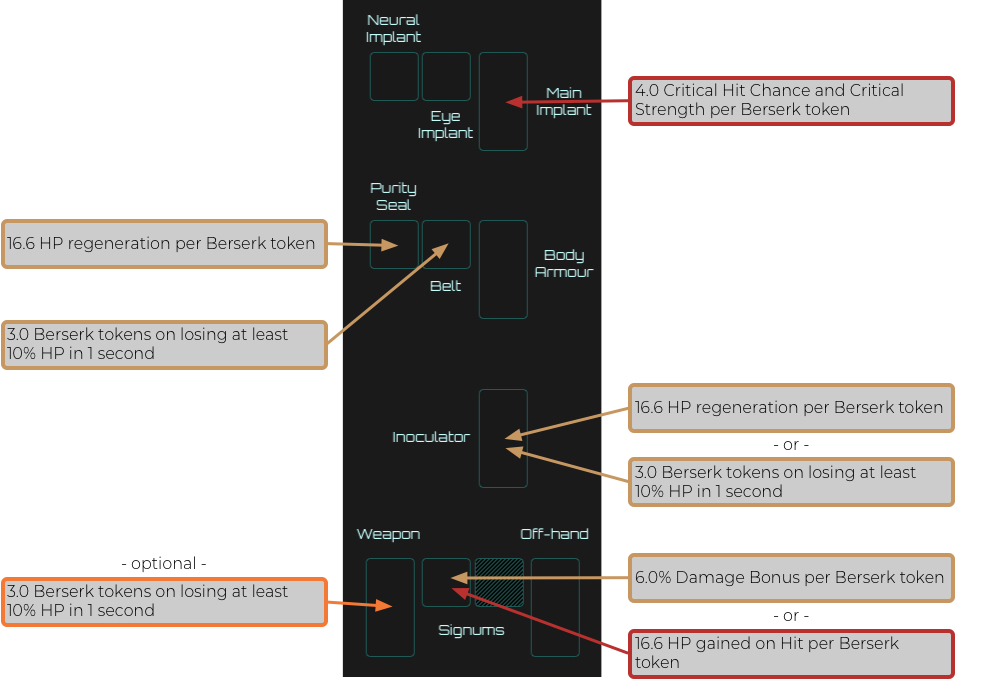 Neural
Implant
Eye
Implant
Main
Implant
4.0 Critical Hit Chance and Critical
Strength per Berserk token
Purity
Seal
Belt
Body
Armour
16.6 HP regeneration per Berserk token
3.0 Berserk tokens on losing at least
10% HP in 1 second
Inoculator
16.6 HP regeneration per Berserk token
- or -
3.0 Berserk tokens on losing at least
10% HP in 1 second
Weapon
Off-hand
Signums
- optional -
3.0 Berserk tokens on losing at least
10% HP in 1 second
6.0% Damage Bonus per Berserk token
- or -
16.6 HP gained on Hit per Berserk
token